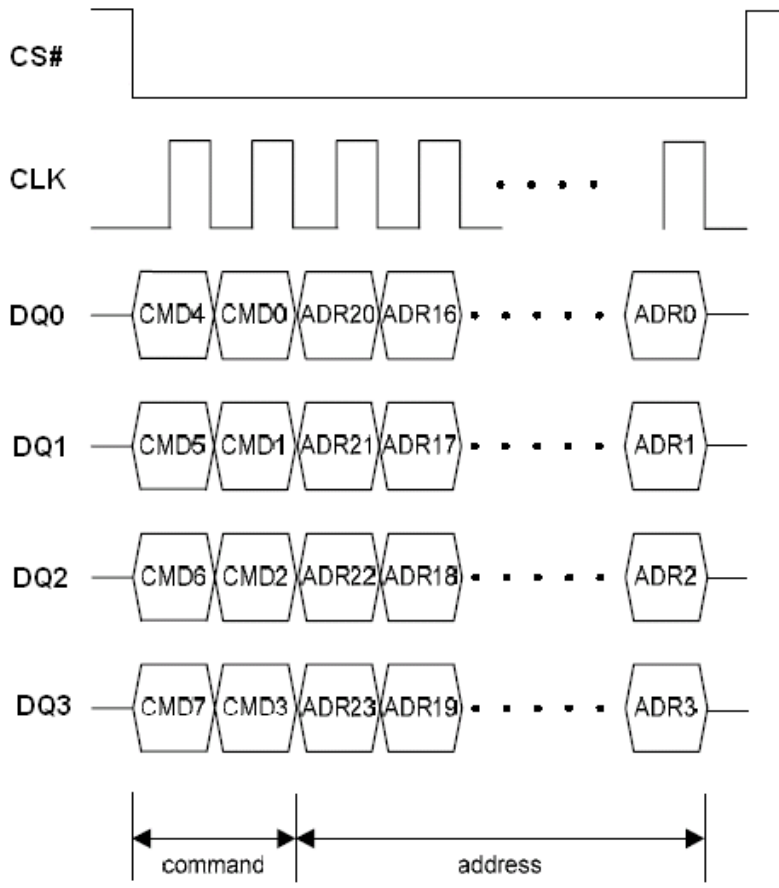 CS#
CLK
DQ0 CMD4 CMD0 ADR20 ADR16 ADR0
DQ1 CMD5 CMD1 ADR21 ADR17 ADR1
DQ2 CMD6 CMD2 ADR22 ADR18 ADR2
DQ3 CMD7 CMD3 ADR23 ADR19 ADR3
command address